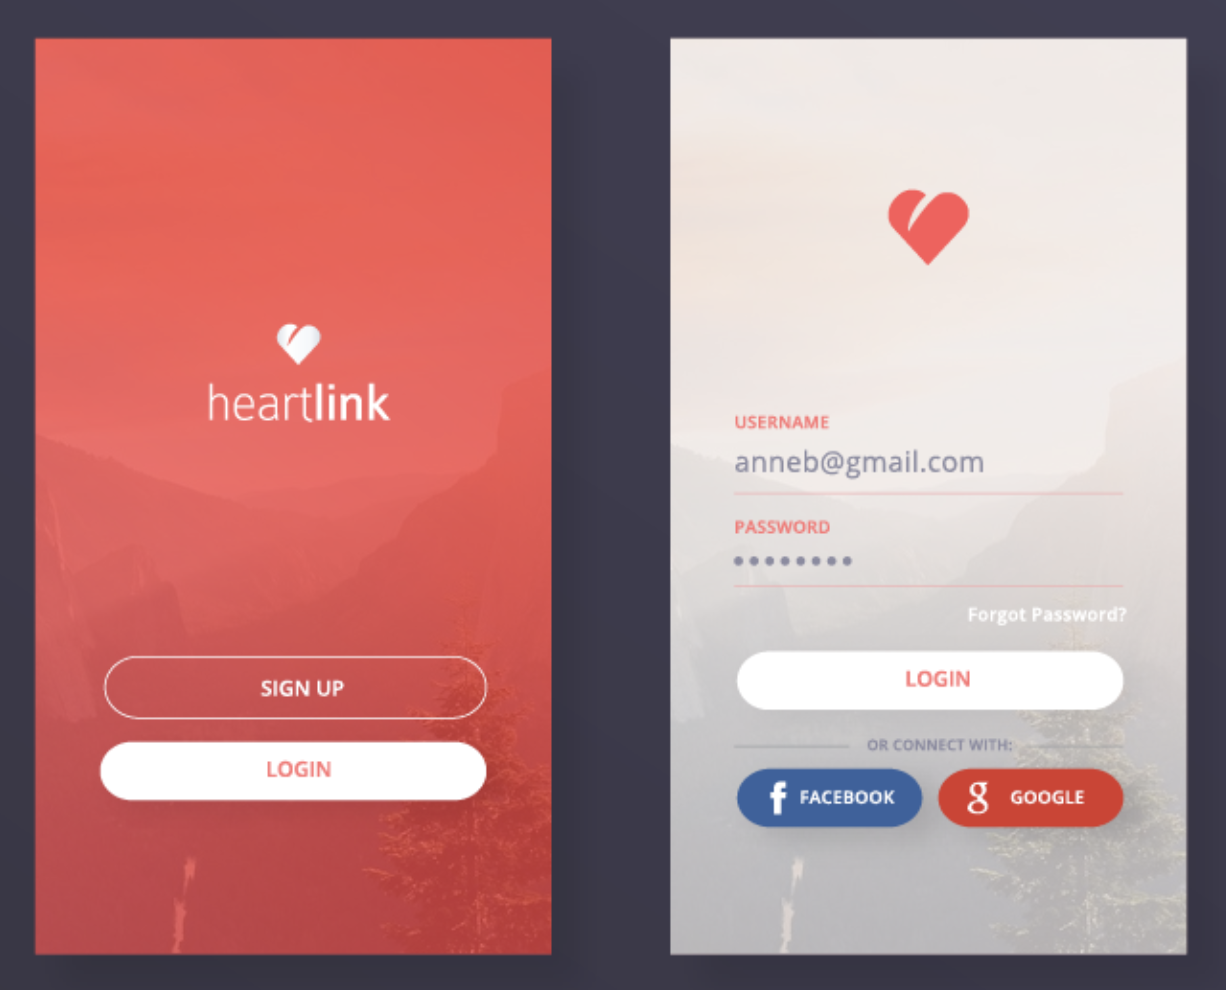 heartlink
SIGN UP
LOGIN
USERNAME
anneb@gmail.com
PASSWORD
Forgot Password?
LOGIN
OR CONNECT WITH:
f FACEBOOK
g GOOGLE